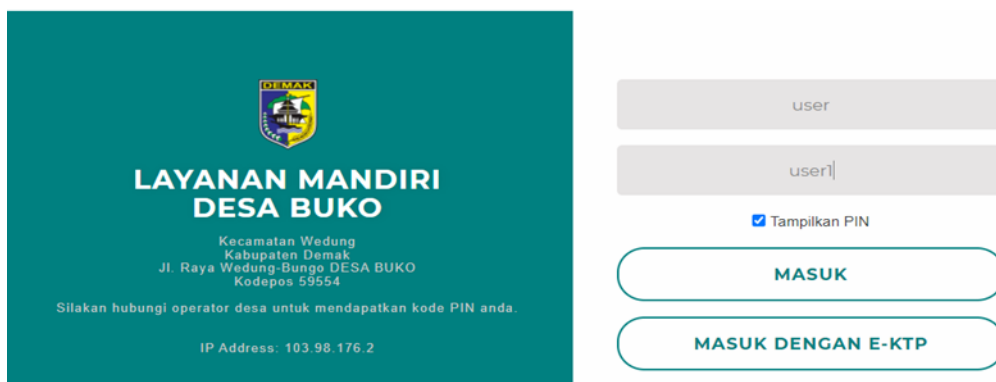 DEMAK
LAYANAN MANDIRI
DESA BUKO
Kecamatan Wedung
Kabupaten Demak
Jl. Raya Wedung-Bungo DESA BUKO
Kodepos 59554
Silakan hubungi operator desa untuk mendapatkan kode PIN anda.
IP Address: 103.98.176.2
user
user1
Tampilkan PIN
MASUK
MASUK DENGAN E-KTP